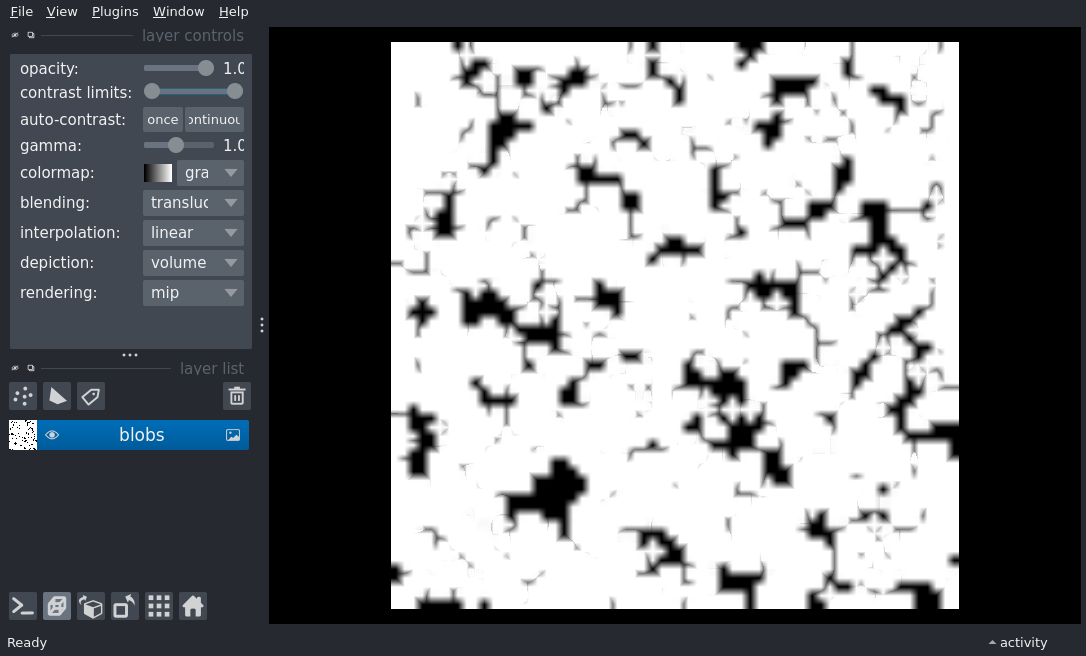 File View Plugins Window Help
layer controls
opacity: 1.0
contrast limits:
auto-contrast: once ontinuou
gamma: 1.0
colormap: gra
blending: transluc
interpolation: linear
depiction: volume
rendering: mip
layer list
blobs
Ready
activity